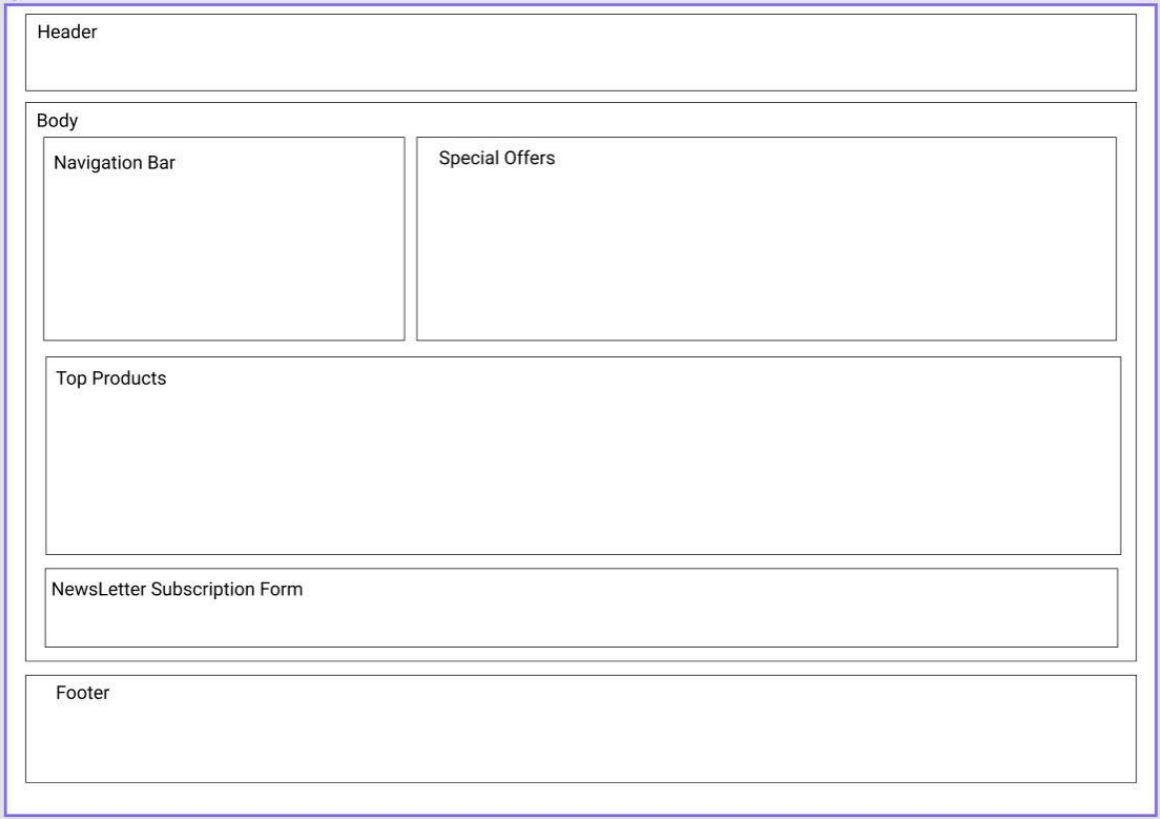 Header
Body
Navigation Bar
Special Offers
Top Products
NewsLetter Subscription Form
Footer